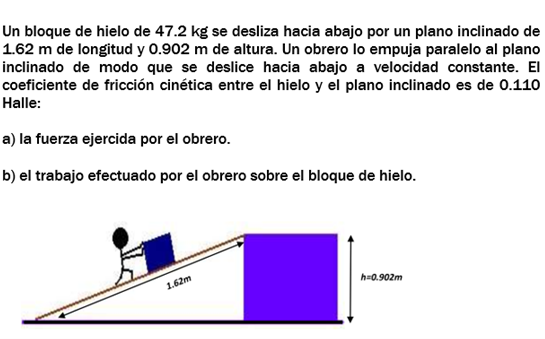 Un bloque de hielo de 47.2 kg se desliza hacia abajo por un plano inclinado de
1.62 m de longitud y 0.902 m de altura. Un obrero lo empuja paralelo al plano
inclinado de modo que se deslice hacia abajo a velocidad constante. El
coeficiente de fricción cinética entre el hielo y el plano inclinado es de 0.110
Halle:
a) la fuerza ejercida por el obrero.
b) el trabajo efectuado por el obrero sobre el bloque de hielo.
1.62m
h=0.902m